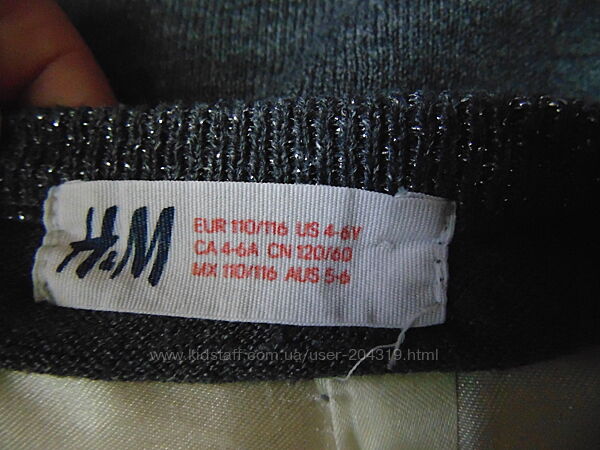 H&M
EUR 110/116 US 4-6Y
CA 4-6A CN 120/60
MX 110/116 AUS 5-6
www.kidstaff.com.ua/user-204319.html